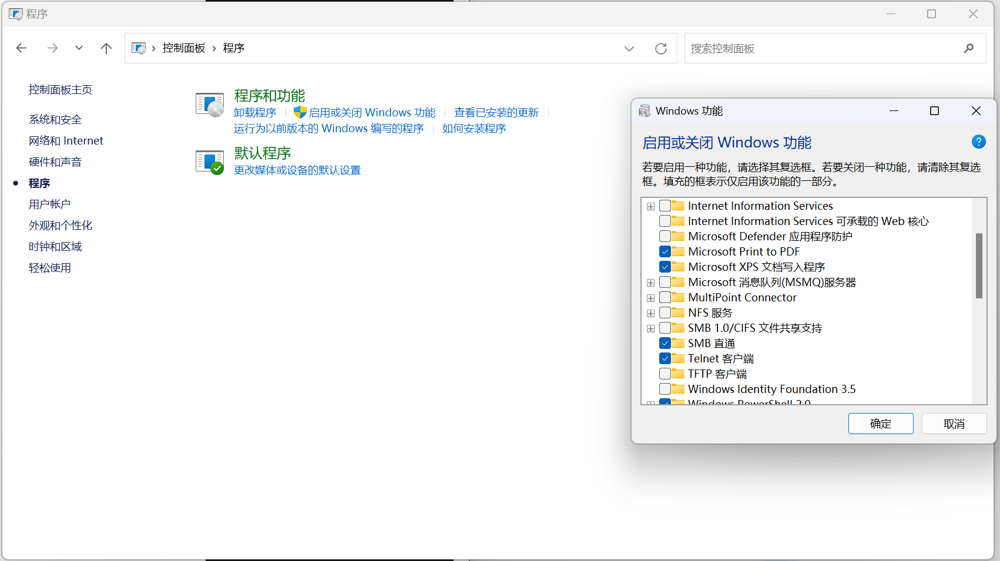 程序
控制面板
程序
搜索控制面板
控制面板主页
系统和安全
网络和 Internet
硬件和声音
程序
用户帐户
外观和个性化
时钟和区域
轻松使用
程序和功能
卸载程序 启用或关闭 Windows 功能 查看已安装的更新
运行为以前版本的 Windows 编写的程序 如何安装程序
默认程序
更改媒体或设备的默认设置
Windows 功能
启用或关闭 Windows 功能
?
若要启用一种功能，请选择其复选框。若要关闭一种功能，请清除其复选
框。填充的框表示仅启用该功能的一部分。
Internet Information Services
Internet Information Services 可承载的 Web 核心
Microsoft Defender 应用程序防护
Microsoft Print to PDF
Microsoft XPS 文档写入程序
Microsoft 消息队列(MSMQ)服务器
MultiPoint Connector
NFS 服务
SMB 1.0/CIFS 文件共享支持
SMB 直通
Telnet 客户端
TFTP 客户端
Windows Identity Foundation 3.5
Windows PowerShell 2.0
确定 取消